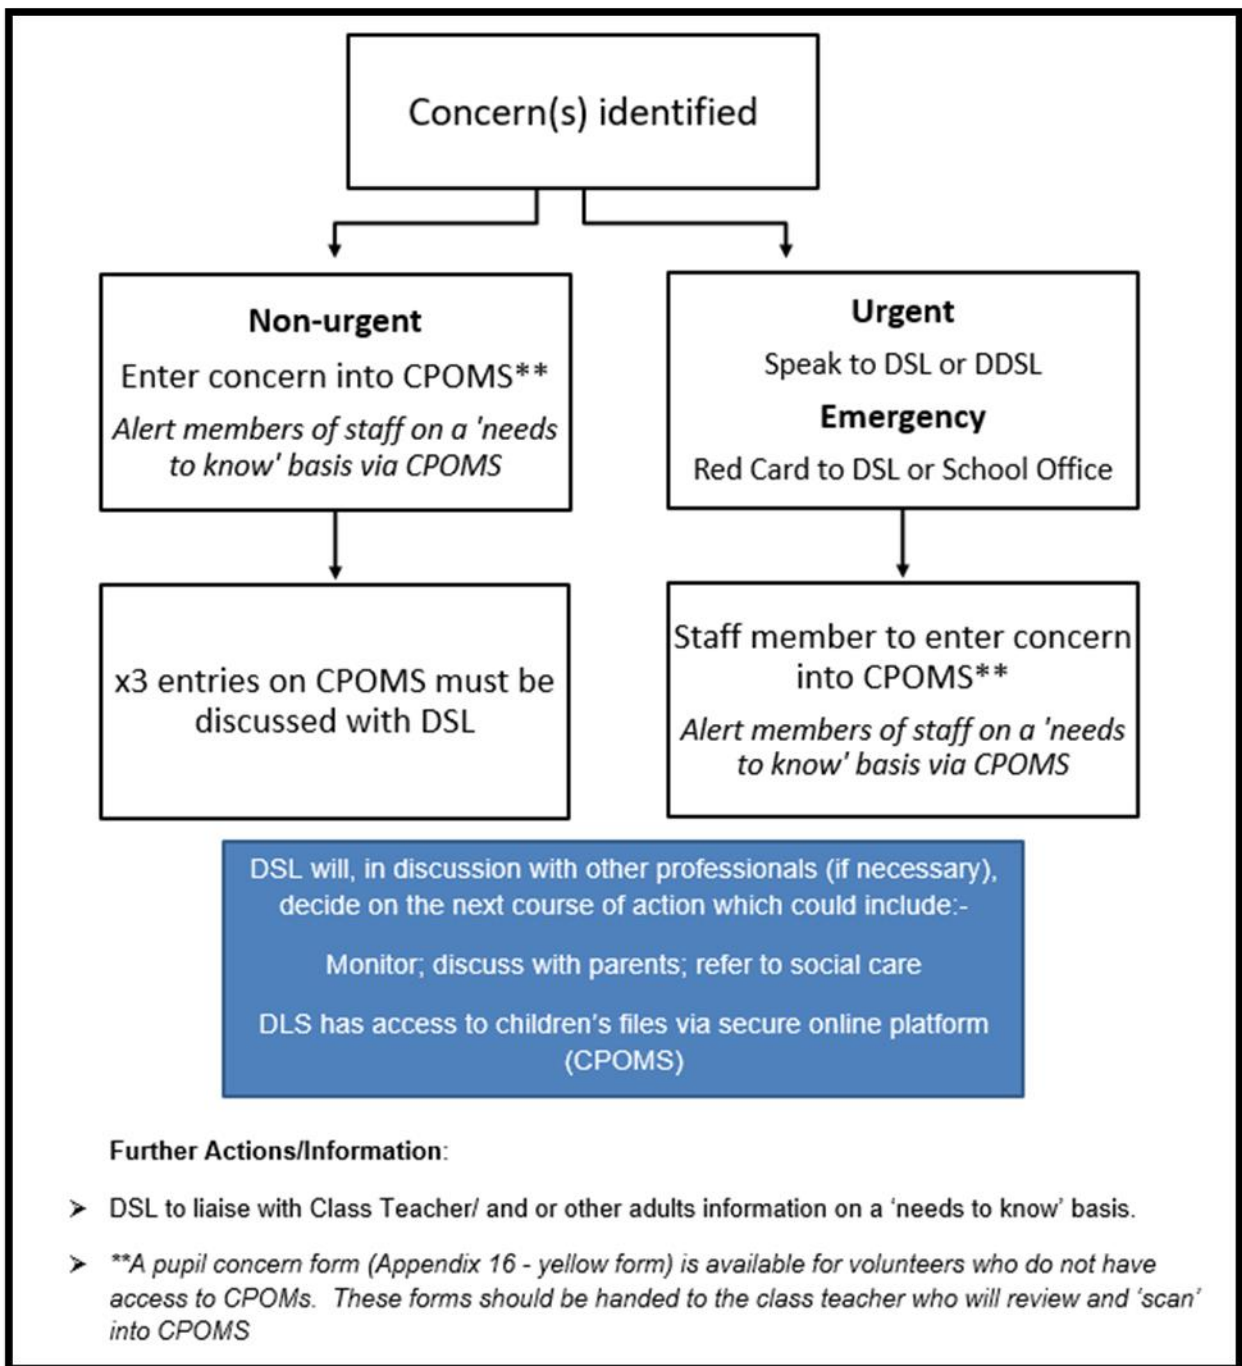 Concern(s) identified
Non-urgent
Enter concern into CPOMS**
Alert members of staff on a 'needs
to know' basis via CPOMS
Urgent
Speak to DSL or DDSL
Emergency
Red Card to DSL or School Office
x3 entries on CPOMS must be
discussed with DSL
Staff member to enter concern
into CPOMS**
Alert members of staff on a 'needs
to know' basis via CPOMS
DSL will, in discussion with other professionals (if necessary),
decide on the next course of action which could include:-
Monitor; discuss with parents; refer to social care
DLS has access to children’s files via secure online platform
(CPOMS)
Further Actions/Information:
➢ DSL to liaise with Class Teacher/ and or other adults information on a ‘needs to know’ basis.
➢ **A pupil concern form (Appendix 16 - yellow form) is available for volunteers who do not have
access to CPOMs.  These forms should be handed to the class teacher who will review and ‘scan’
into CPOMS